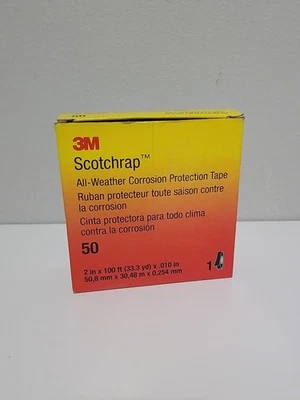 50
3M
Scotchrap™
All-Weather Corrosion Protection Tape
Ruban protecteur toute saison contre
la corrosion
Cinta protectora para todo clima
contra la corrosión
50
2 in x 100 ft (33.3 yd) x .010 in
50,8 mm x 30,48 m x 0,254 mm
1